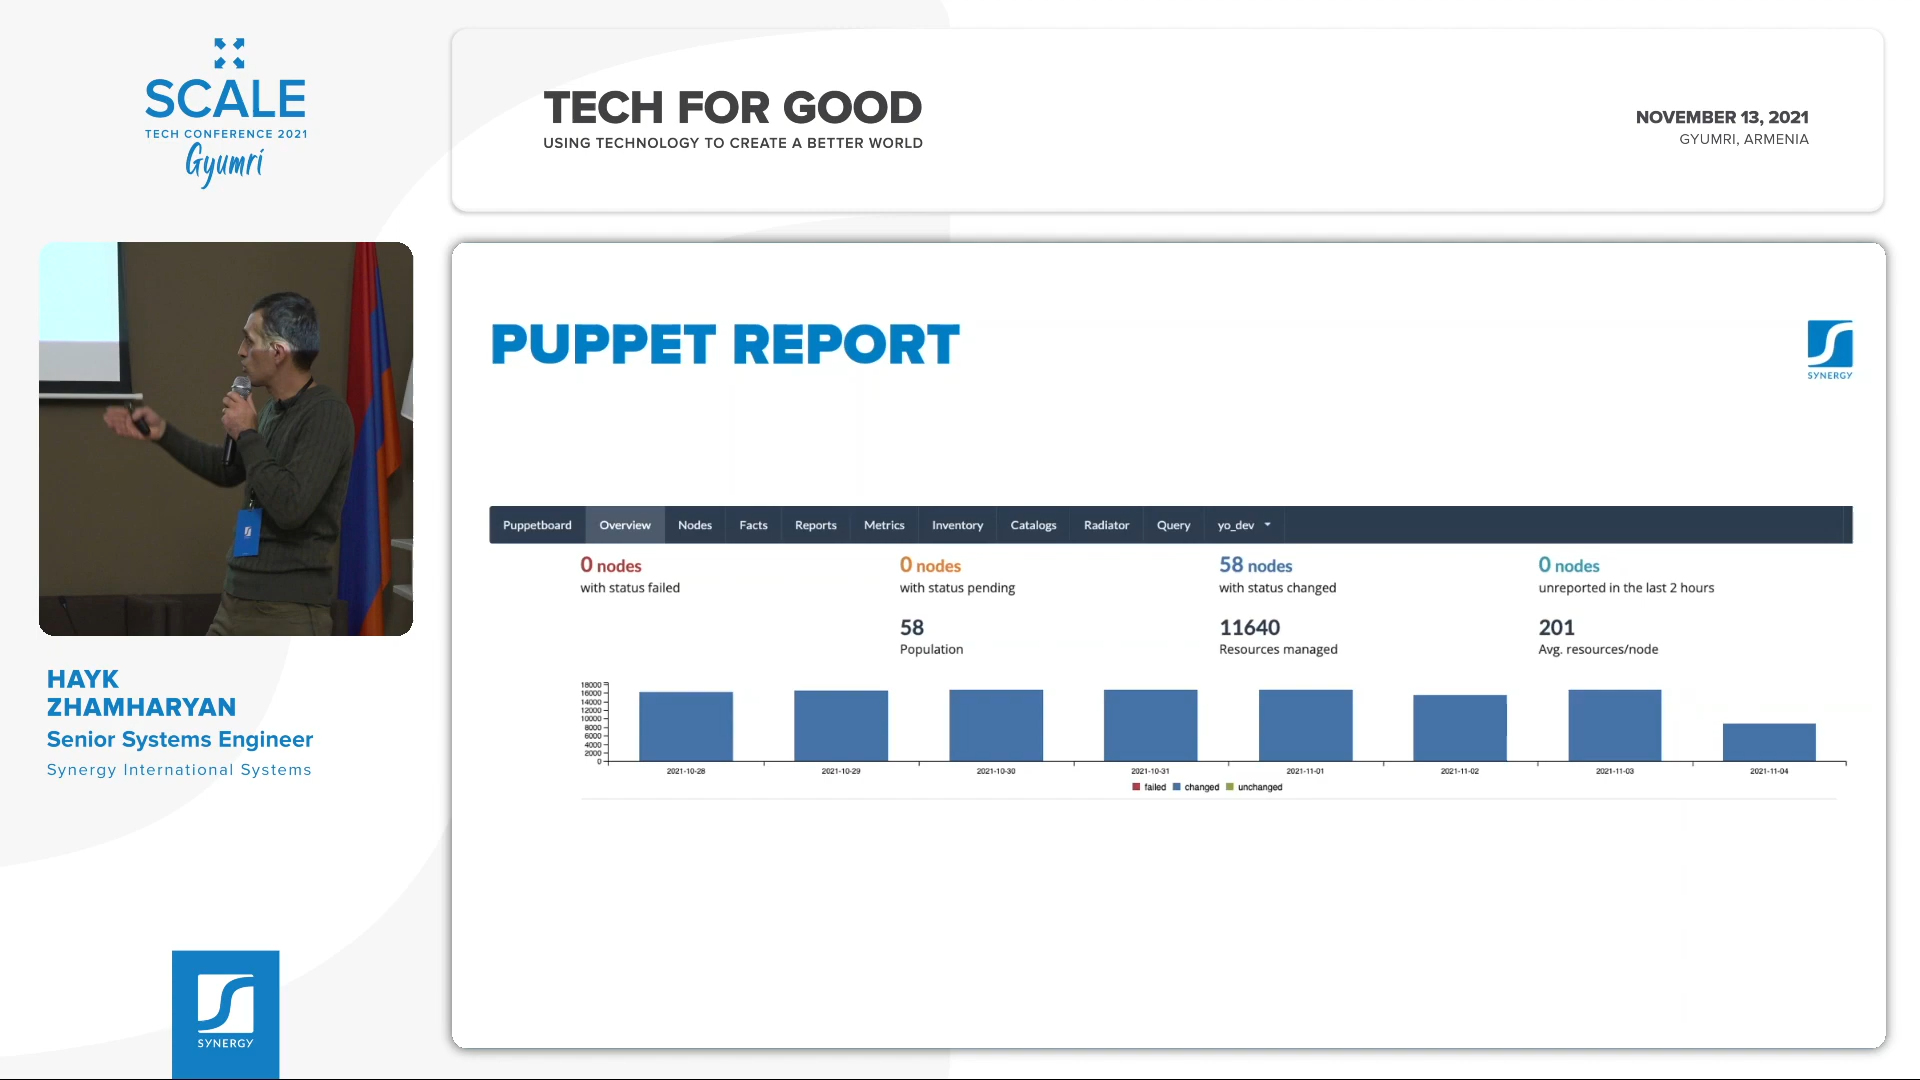 SCALE
TECH CONFERENCE 2021
Gyumri
TECH FOR GOOD
USING TECHNOLOGY TO CREATE A BETTER WORLD
NOVEMBER 13, 2021
GYUMRI, ARMENIA
HAYK
ZHAMHARYAN
Senior Systems Engineer
Synergy International Systems
SYNERGY
PUPPET REPORT
SYNERGY
Puppetboard Overview Nodes Facts Reports Metrics Inventory Catalogs Radiator Query yo_dev
0 nodes
with status failed
0 nodes
with status pending
58 nodes
with status changed
0 nodes
unreported in the last 2 hours
58
Population
11640
Resources managed
201
Avg. resources/node
18000
16000
14000
12000
10000
8000
6000
4000
2000
0
2021-10-28 2021-10-29 2021-10-30 2021-10-31 2021-11-01 2021-11-02 2021-11-03 2021-11-04
failed changed unchanged